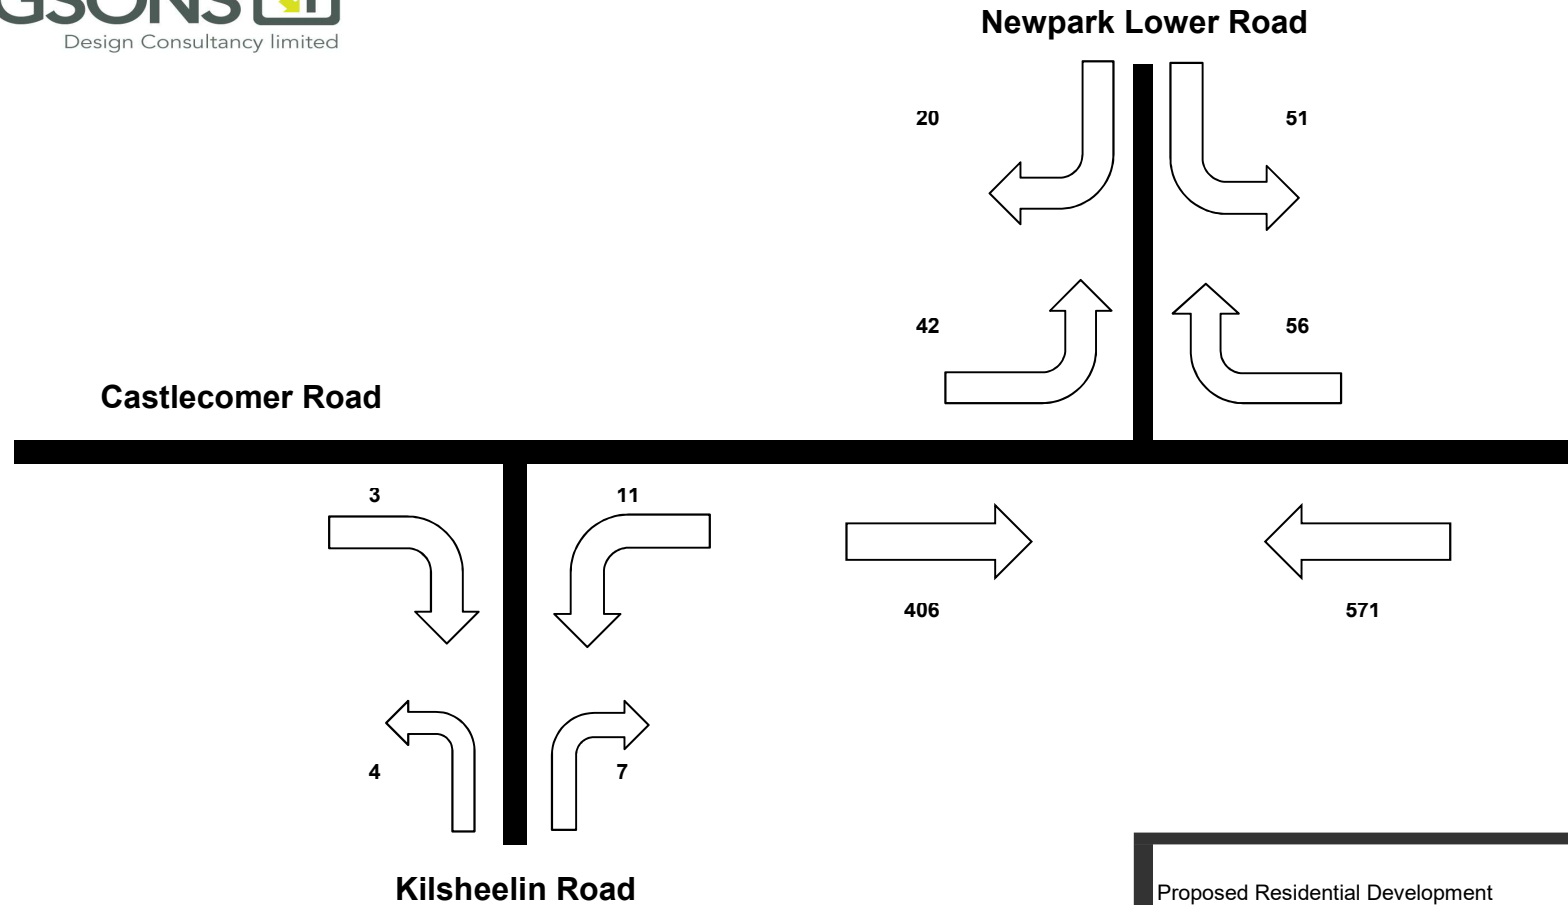 GSONS
Design Consultancy limited
Newpark Lower Road
20
51
42
56
Castlecomer Road
3
11
406
571
4
7
Kilsheelin Road
Proposed Residential Development